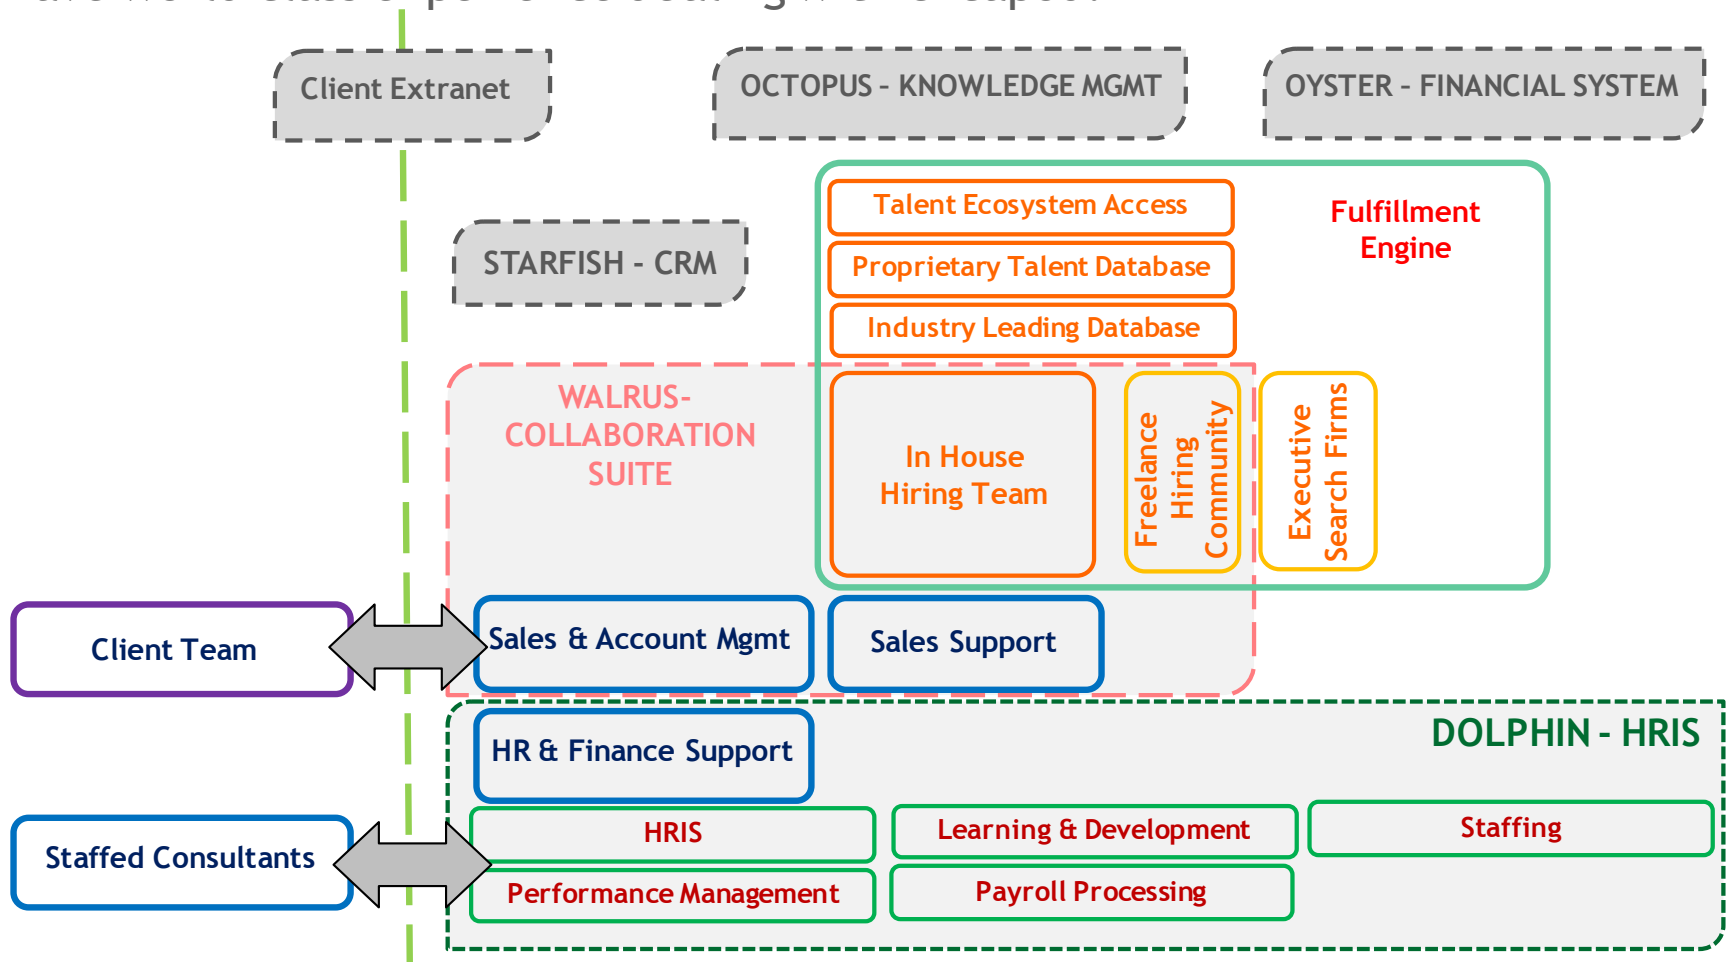 Client Extranet
OCTOPUS – KNOWLEDGE MGMT
OYSTER – FINANCIAL SYSTEM
Talent Ecosystem Access
Fulfillment
Engine
STARFISH - CRM
Proprietary Talent Database
Industry Leading Database
WALRUS-
COLLABORATION
SUITE
In House
Hiring Team
Freelance
Hiring
Community
Executive
Search Firms
Client Team
Sales & Account Mgmt
Sales Support
HR & Finance Support
DOLPHIN - HRIS
Staffed Consultants
HRIS
Learning & Development
Staffing
Performance Management
Payroll Processing